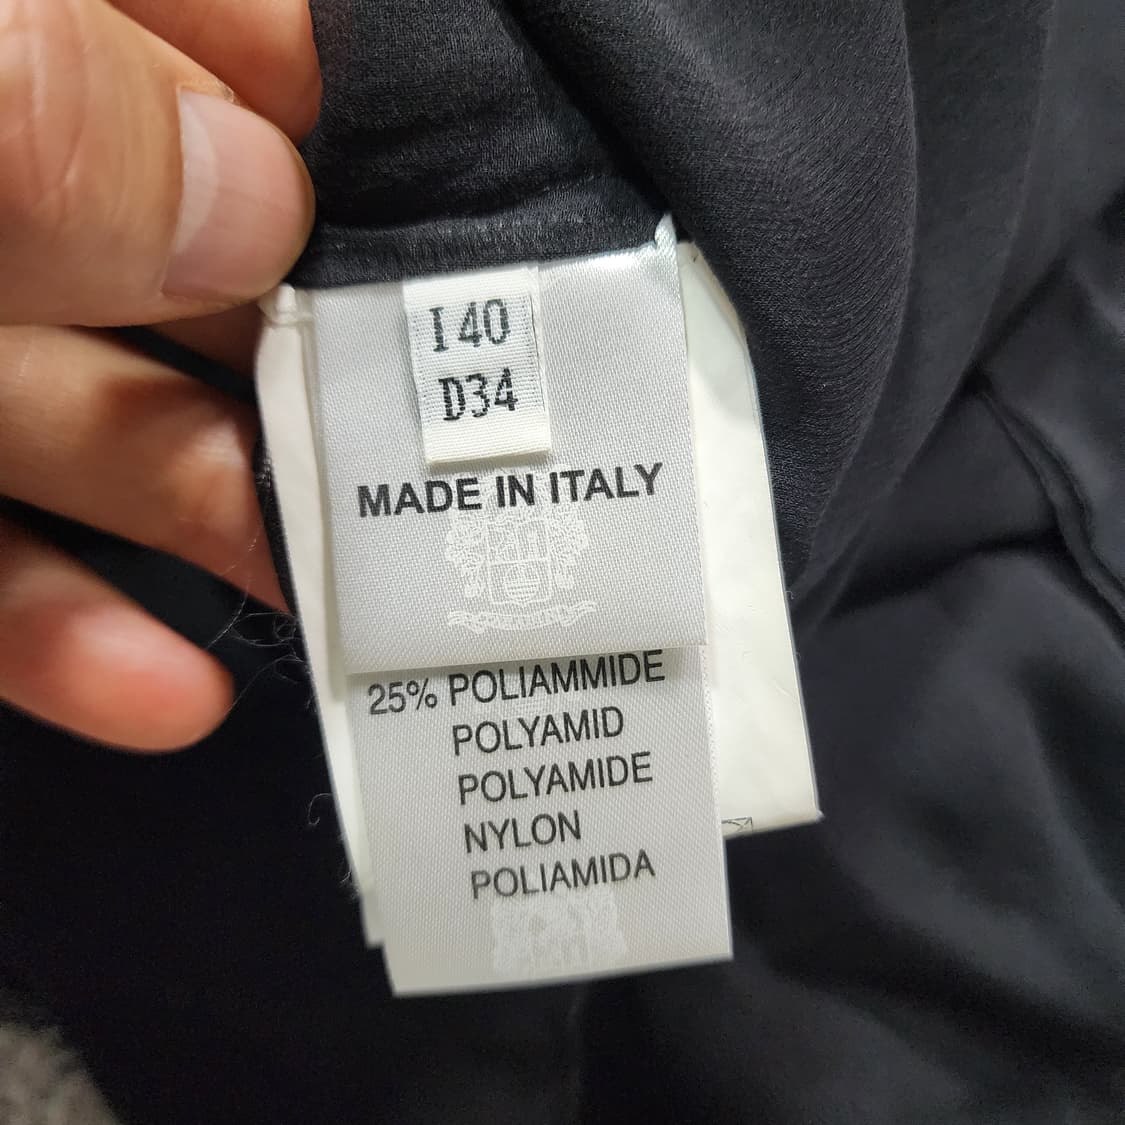 I 40
D34
MADE IN ITALY
25% POLIAMMIDE
POLYAMID
POLYAMIDE
NYLON
POLIAMIDA